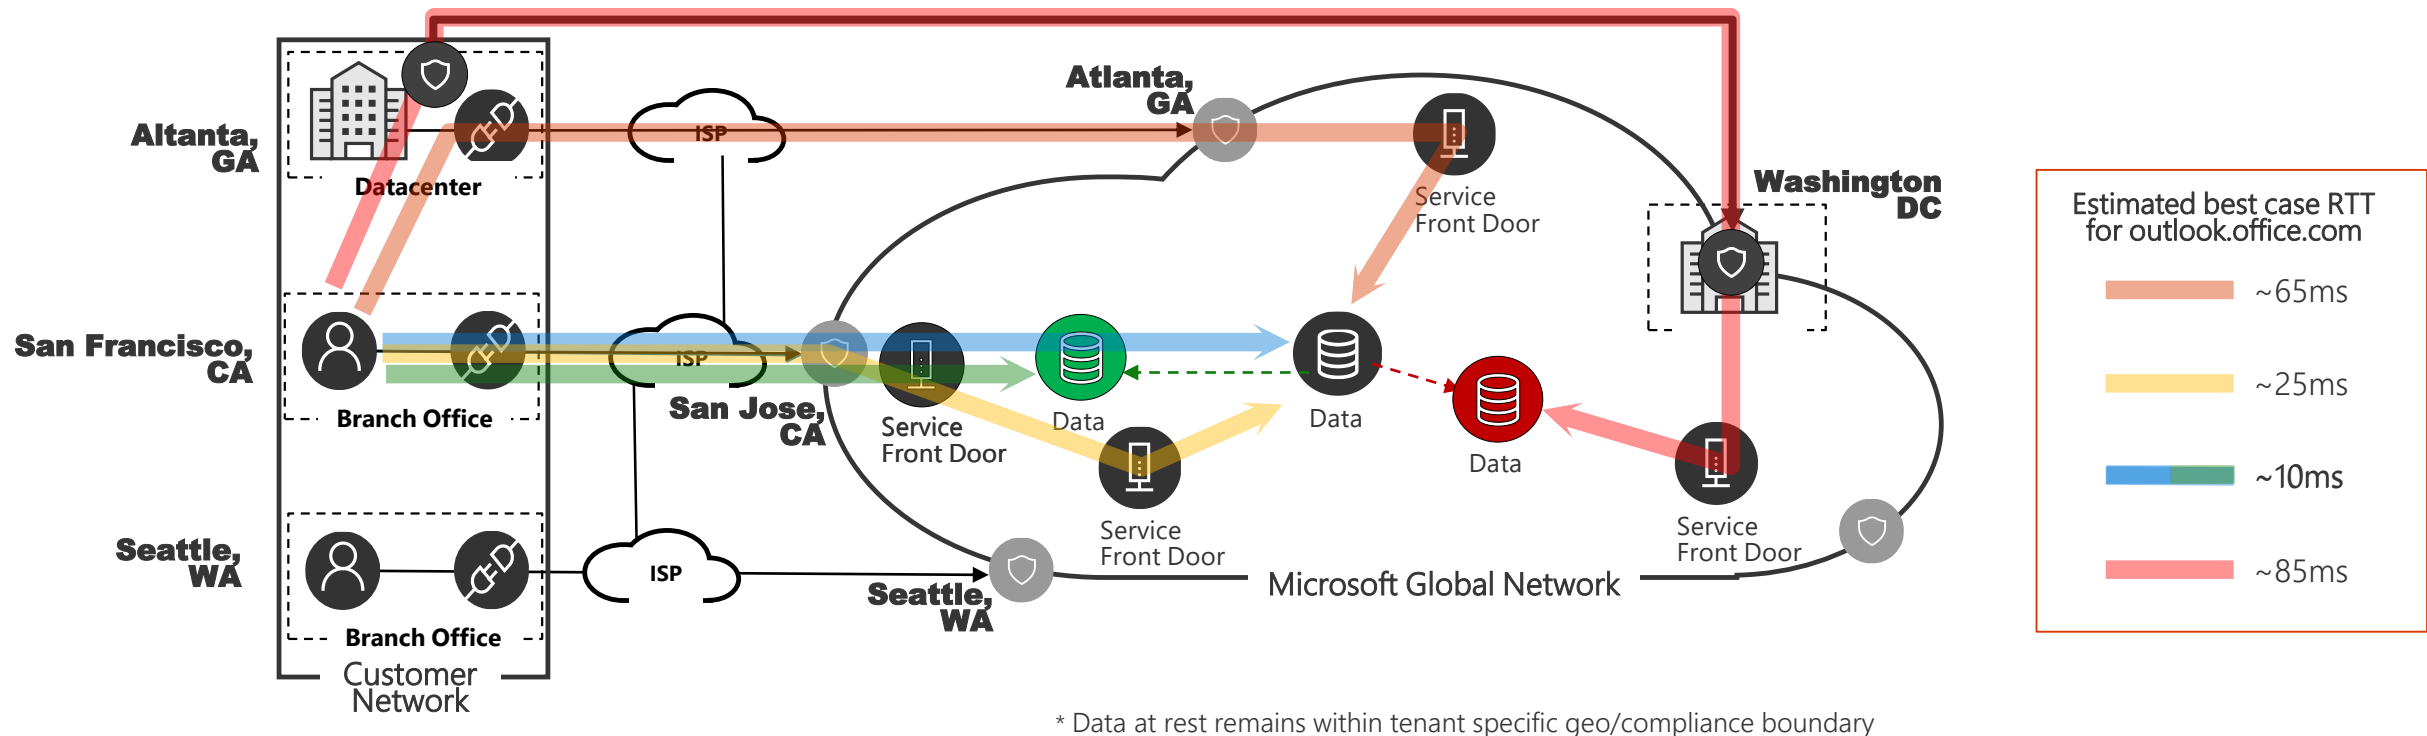 Altanta,
GA
Datacenter
San Francisco,
CA
Branch Office
Seattle,
WA
Branch Office
Customer
Network
ISP
ISP
ISP
Atlanta,
GA
San Jose,
CA
Seattle,
WA
Service
Front Door
Service
Front Door
Data
Service
Front Door
Data
Data
Service
Front Door
Washington
DC
Microsoft Global Network
Estimated best case RTT
for outlook.office.com
~65ms
~25ms
~10ms
~85ms
* Data at rest remains within tenant specific geo/compliance boundary